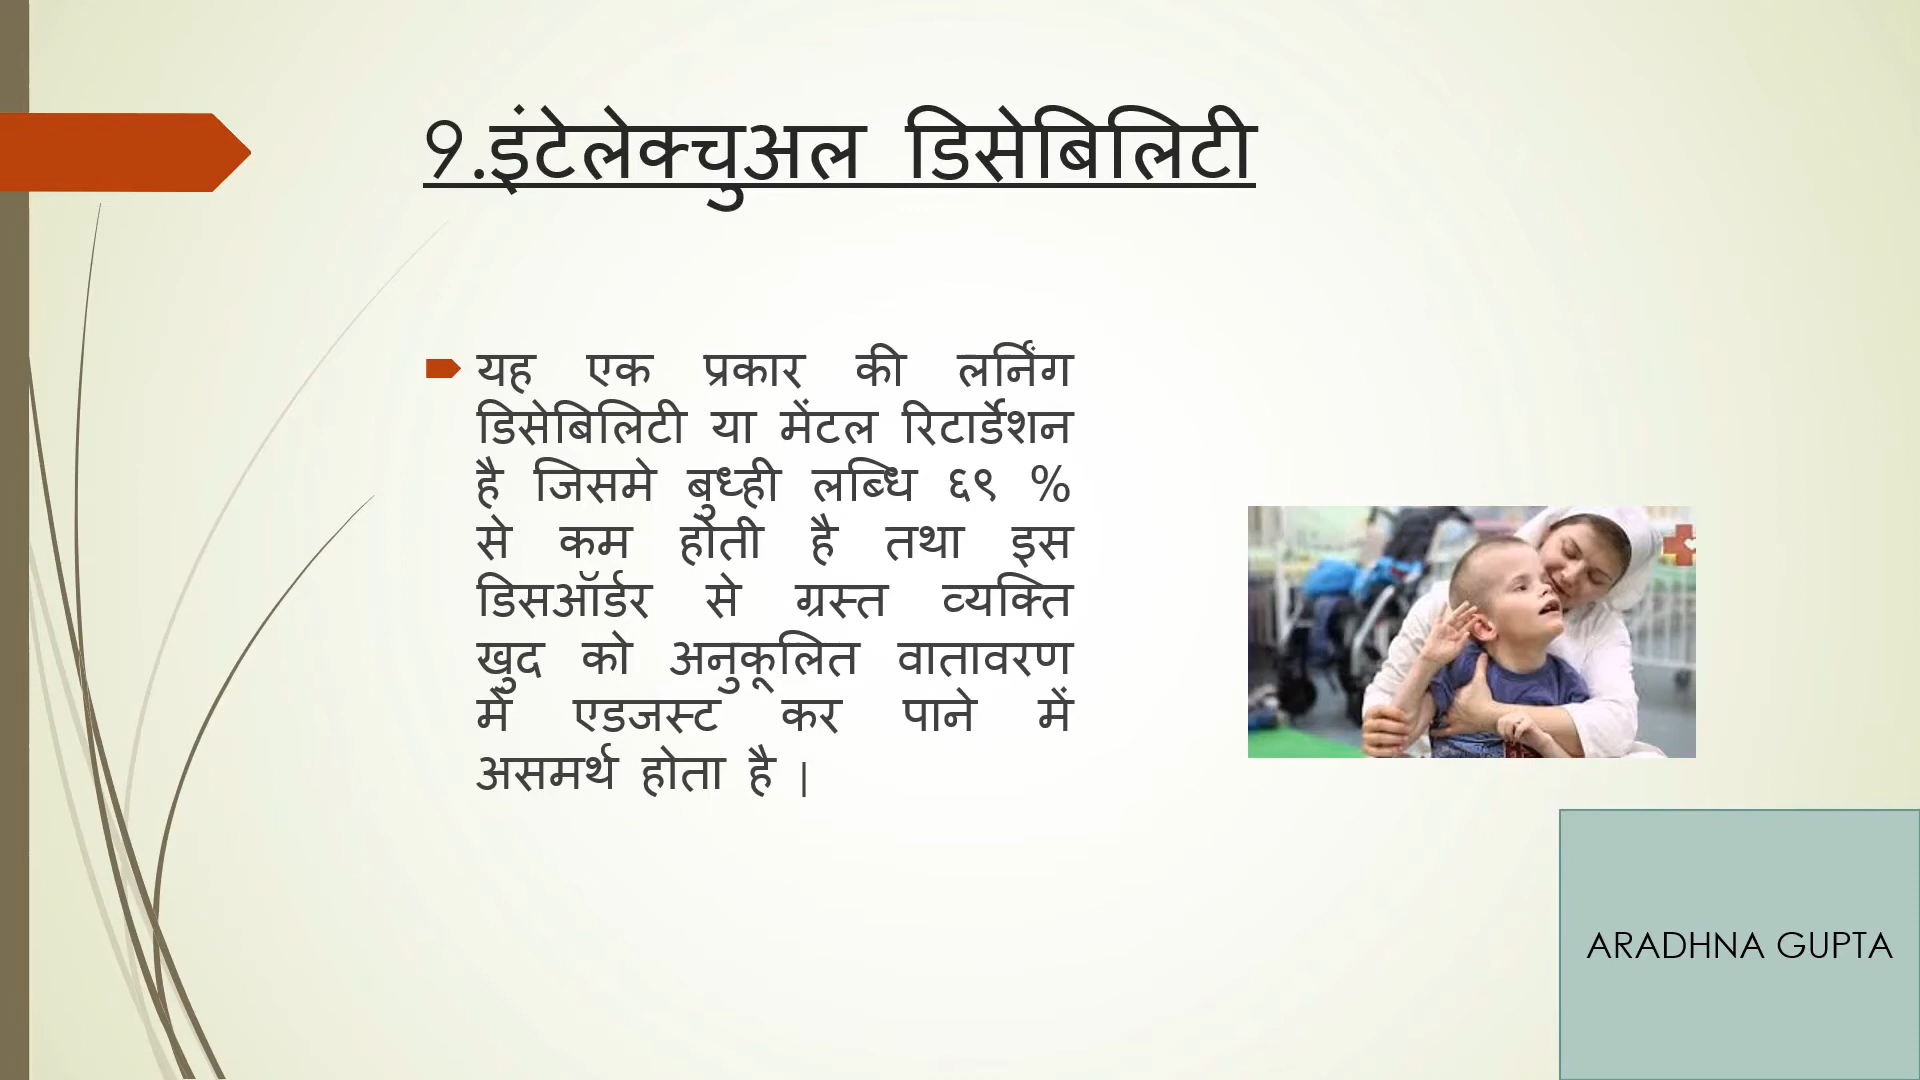 9.इंटेलेक्चुअल डिसेबिलिटी
यह एक प्रकार की लर्निंग
डिसेबिलिटी या मेंटल रिटार्डेशन
है जिसमे बुध्ही लब्धि ६९ %
से कम होती है तथा इस
डिसऑर्डर से ग्रस्त व्यक्ति
खुद को अनुकूलित वातावरण
में एडजस्ट कर पाने में
असमर्थ होता है |
ARADHNA GUPTA